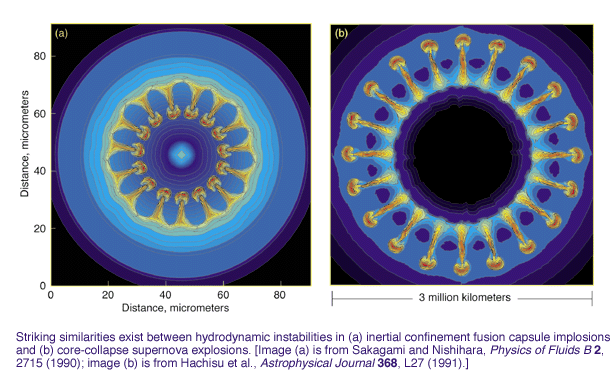 (a)
(b)
80
60
40
20
0
Distance, micrometers
0
20
40
60
80
Distance, micrometers
3 million kilometers
Striking similarities exist between hydrodynamic instabilities in (a) inertial confinement fusion capsule implosions
and (b) core-collapse supernova explosions. [Image (a) is from Sakagami and Nishihara, Physics of Fluids B 2,
2715 (1990); image (b) is from Hachisu et al., Astrophysical Journal 368, L27 (1991).]